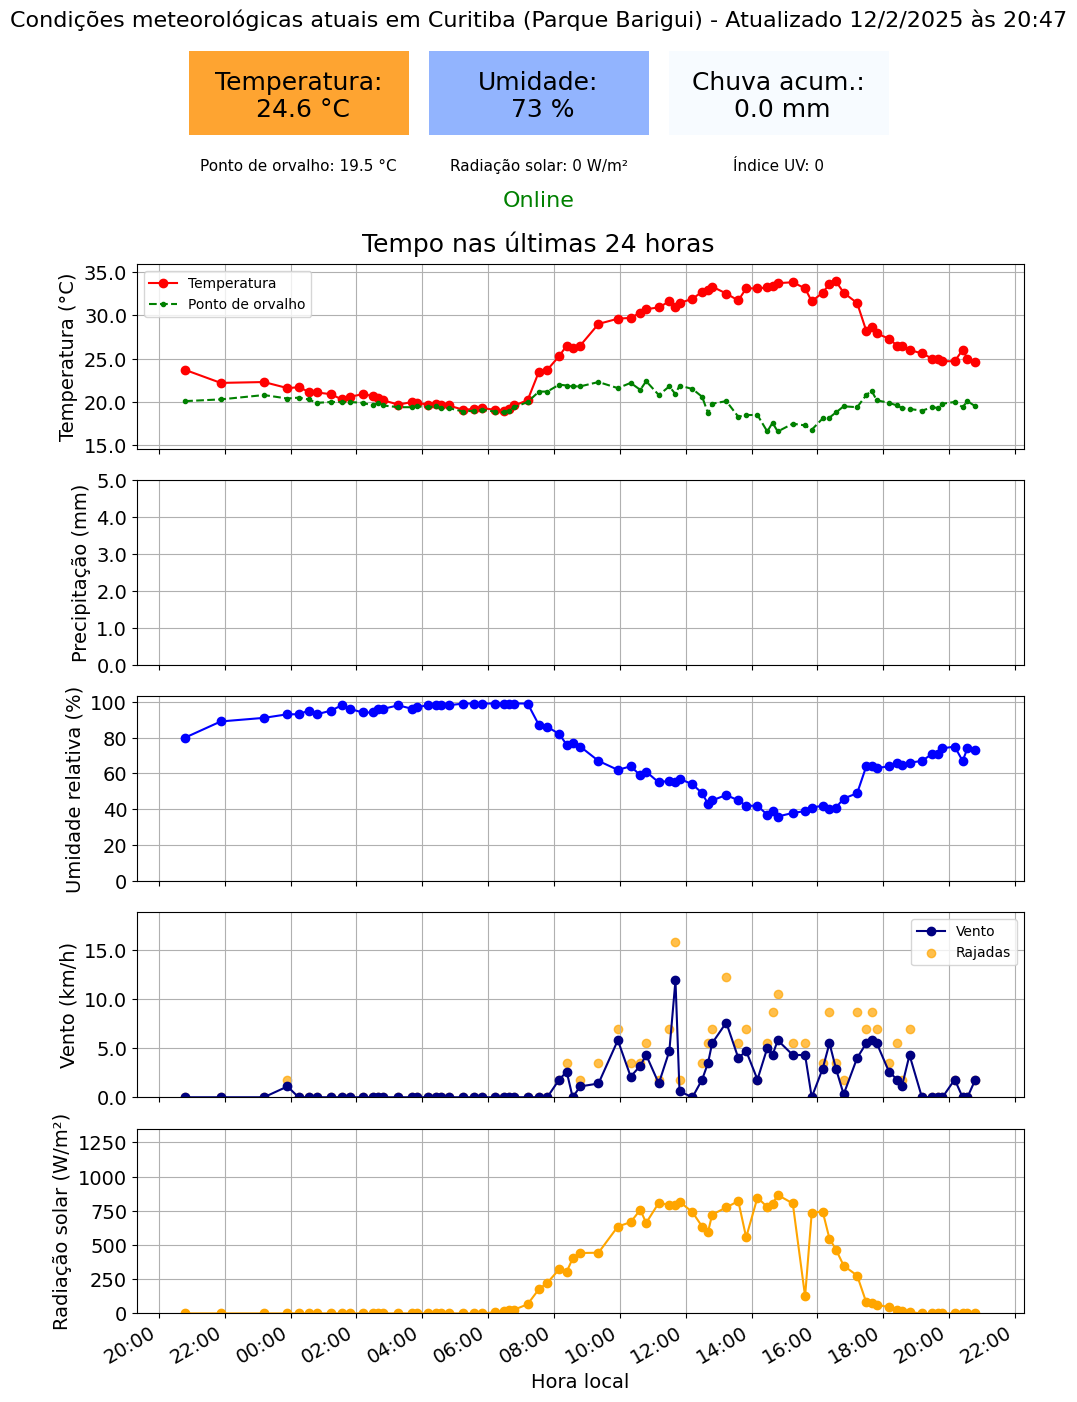 Condições meteorológicas atuais em Curitiba (Parque Barigui) - Atualizado 12/2/2025 às 20:47
Temperatura:
24.6 °C
Umidade:
73 %
Chuva acum.:
0.0 mm
Ponto de orvalho: 19.5 °C
Radiação solar: 0 W/m²
Índice UV: 0
Online
Tempo nas últimas 24 horas
Temperatura (°C)
35.0
30.0
25.0
20.0
15.0
Temperatura
Ponto de orvalho
Precipitação (mm)
5.0
4.0
3.0
2.0
1.0
0.0
Umidade relativa (%)
100
80
60
40
20
0
Vento (km/h)
15.0
10.0
5.0
0.0
Vento
Rajadas
Radiação solar (W/m²)
1250
1000
750
500
250
0
20:00 22:00 00:00 02:00 04:00 06:00 08:00 10:00 12:00 14:00 16:00 18:00 20:00 22:00
Hora local